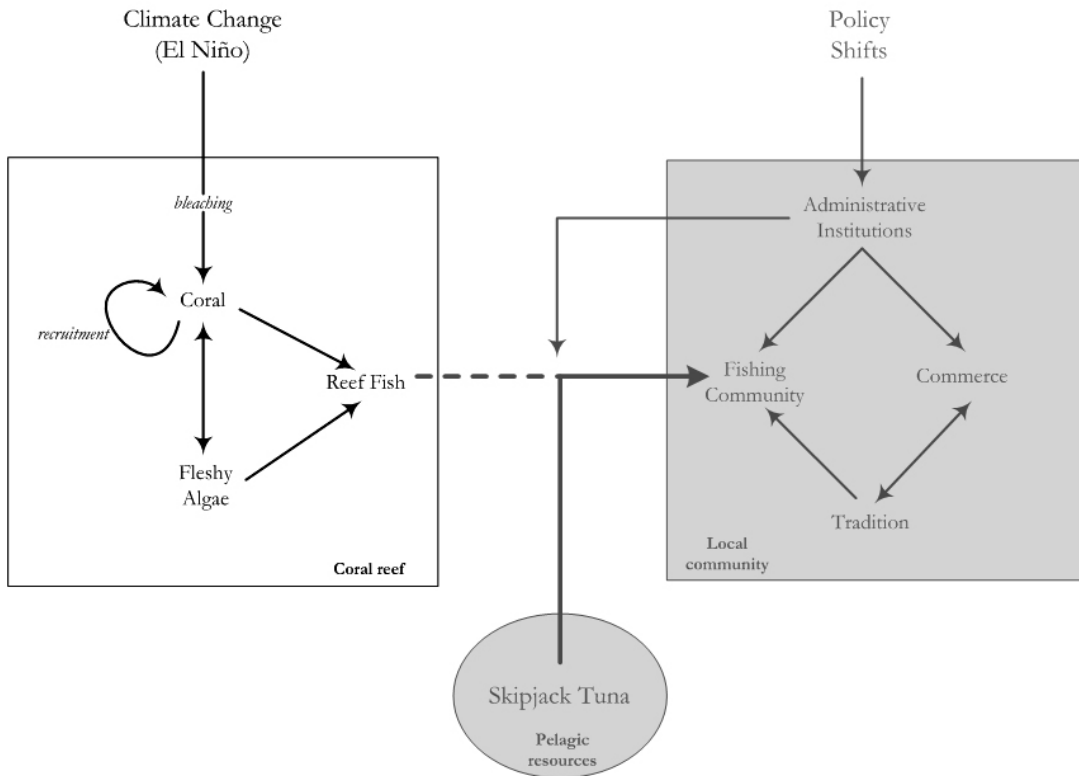 Climate Change
(El Niño)
Policy
Shifts
bleaching
Administrative
Institutions
Coral
recruitment
Reef Fish
Fishing
Community
Commerce
Fleshy
Algae
Tradition
Local
community
Coral reef
Skipjack Tuna
Pelagic
resources